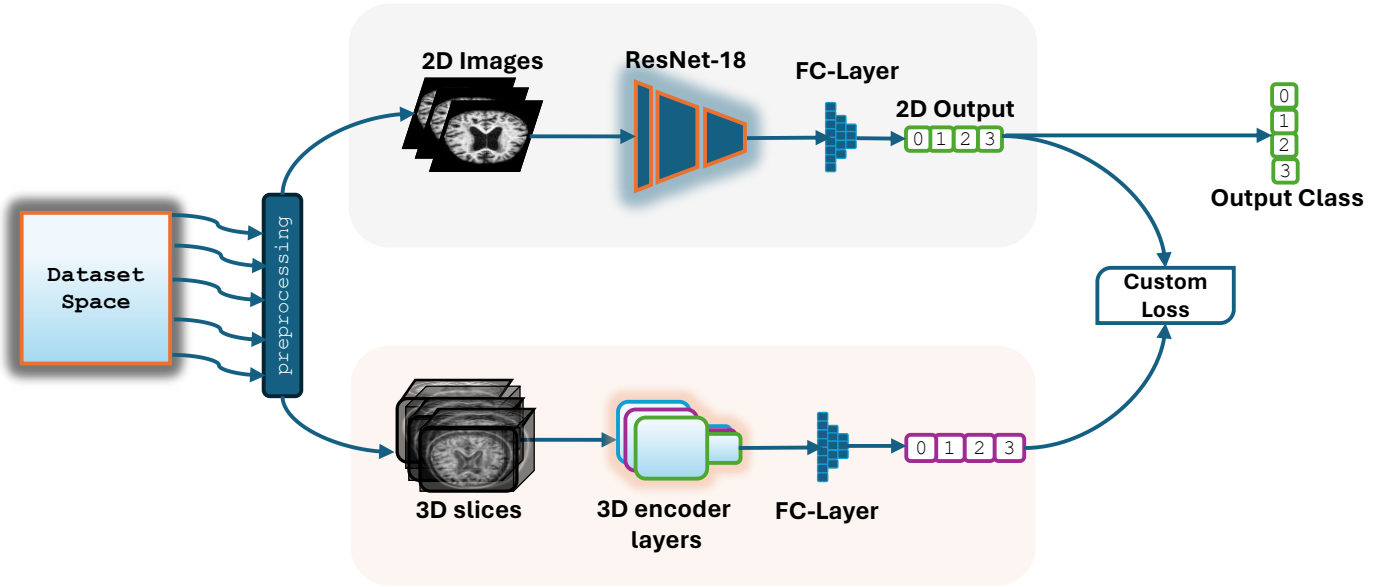 2D Images
ResNet-18
FC-Layer
2D Output
0 1 2 3
0
1
2
3
Output Class
Dataset
Space
preprocessing
Custom
Loss
3D slices
3D encoder
layers
FC-Layer
0 1 2 3